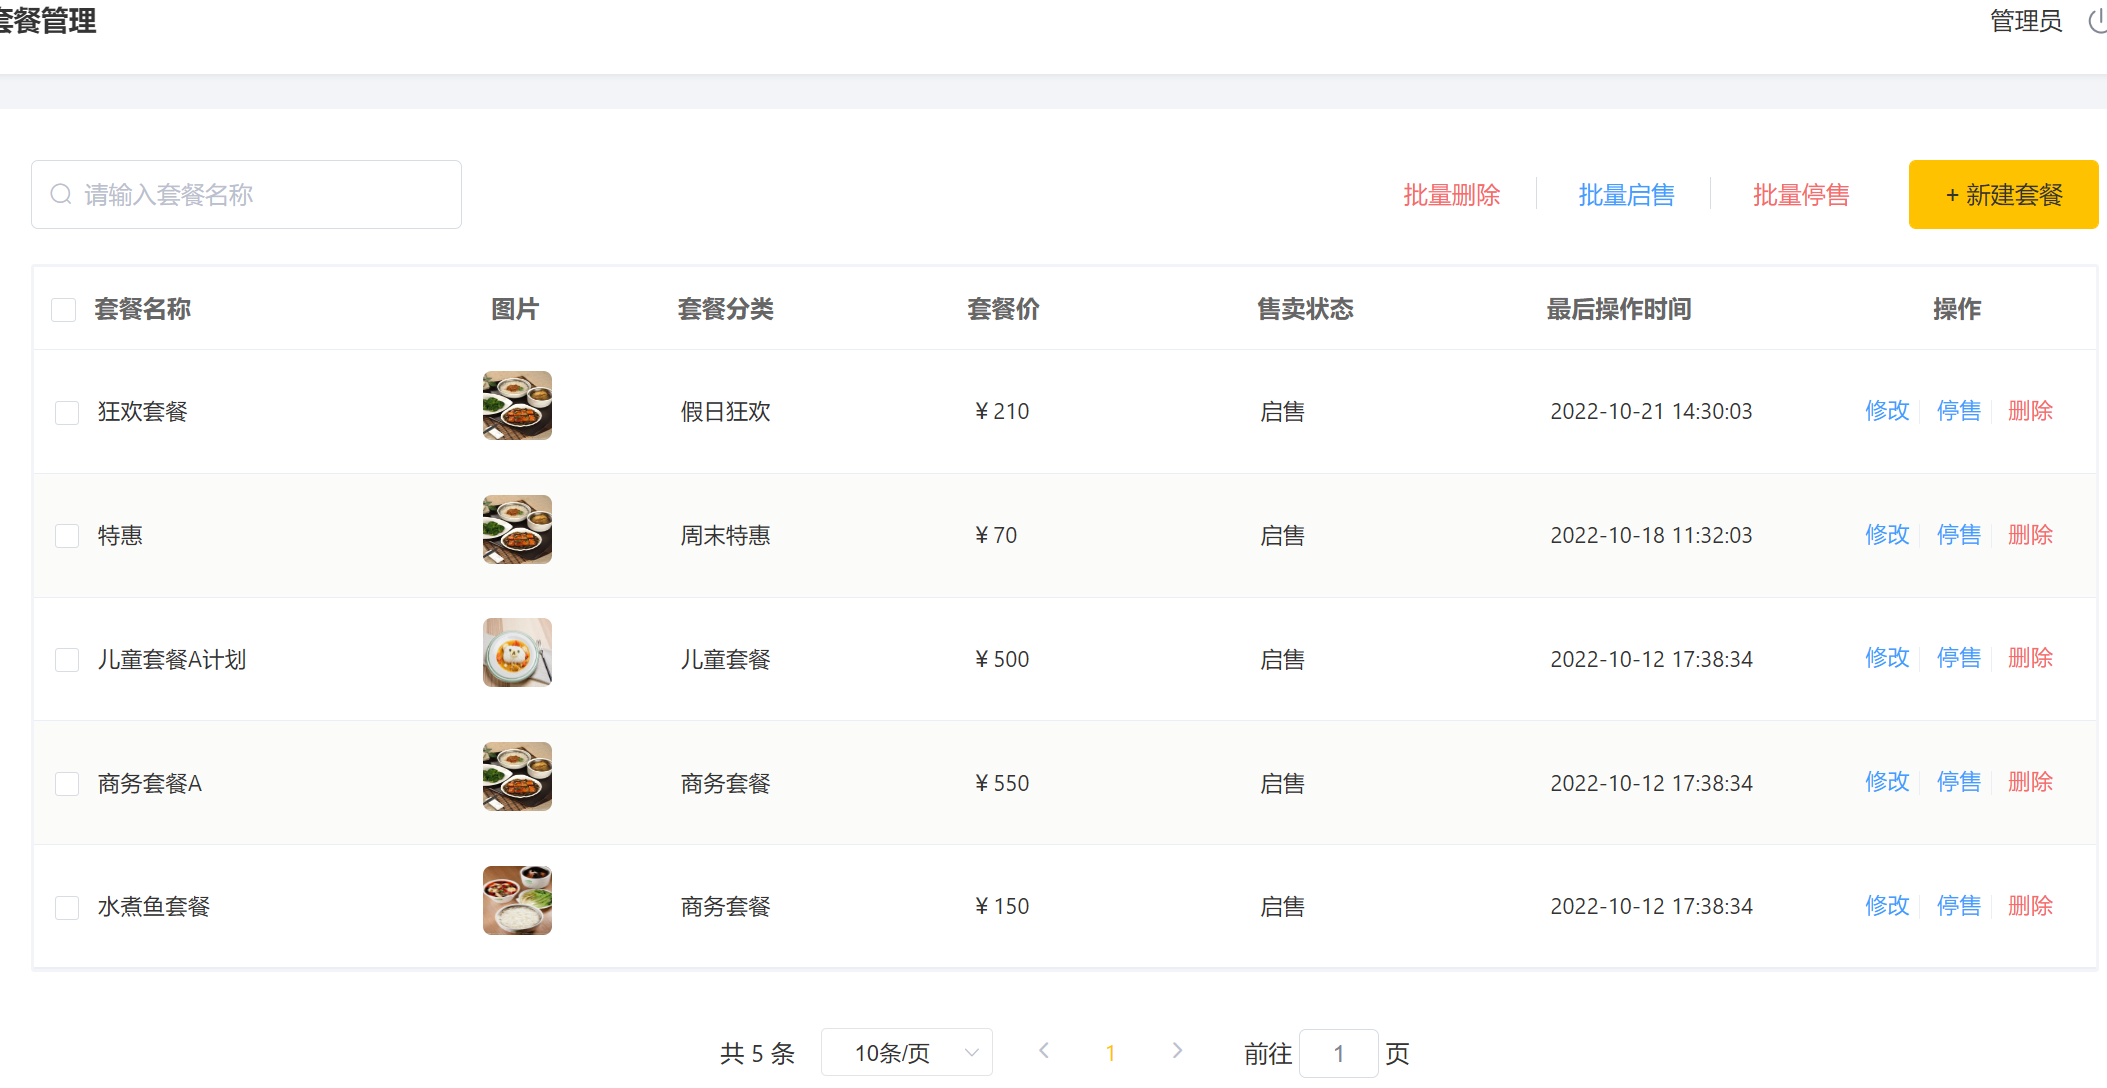 套餐管理 管理员
请输入套餐名称 批量删除 批量启售 批量停售 + 新建套餐
套餐名称 图片 套餐分类 套餐价 售卖状态 最后操作时间 操作
狂欢套餐 假日狂欢 ¥ 210 启售 2022-10-21 14:30:03 修改 停售 删除
特惠 周末特惠 ¥ 70 启售 2022-10-18 11:32:03 修改 停售 删除
儿童套餐A计划 儿童套餐 ¥ 500 启售 2022-10-12 17:38:34 修改 停售 删除
商务套餐A 商务套餐 ¥ 550 启售 2022-10-12 17:38:34 修改 停售 删除
水煮鱼套餐 商务套餐 ¥ 150 启售 2022-10-12 17:38:34 修改 停售 删除
共 5 条 10条/页 1 前往 1 页